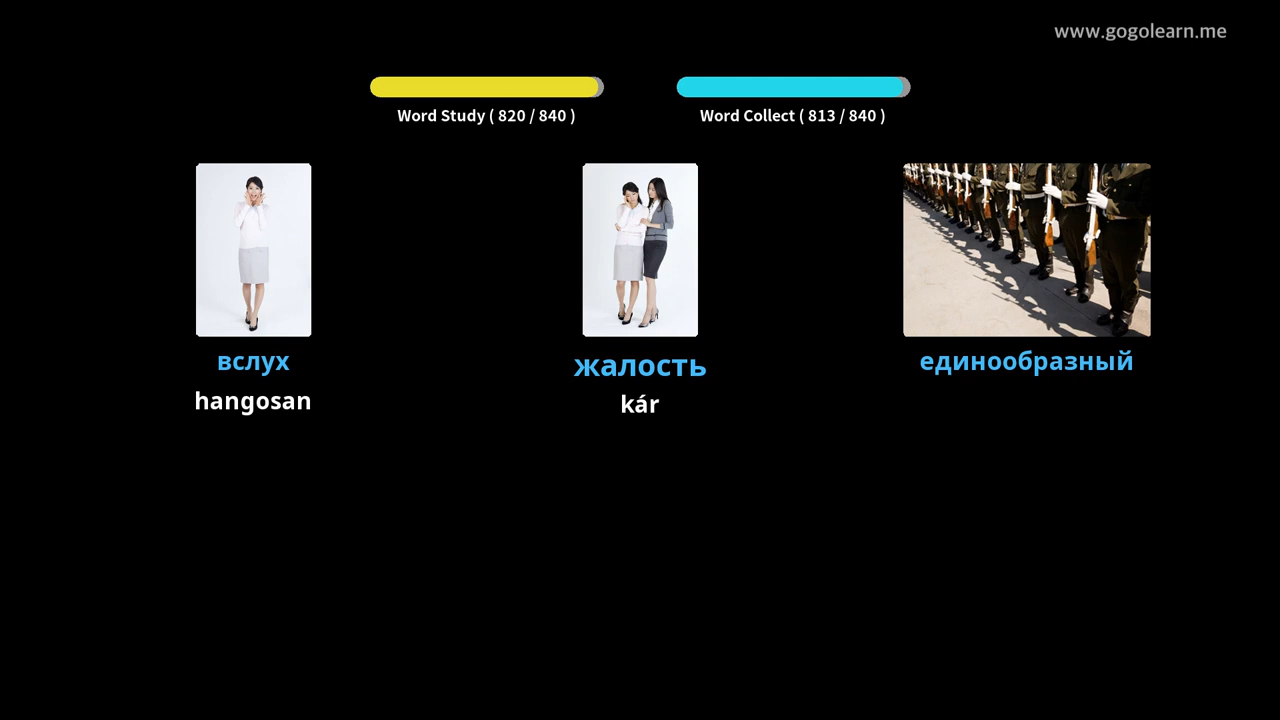 www.gogolearn.me
Word Study ( 820 / 840 )
Word Collect ( 813 / 840 )
вслух
hangosan
жалость
kár
единообразный